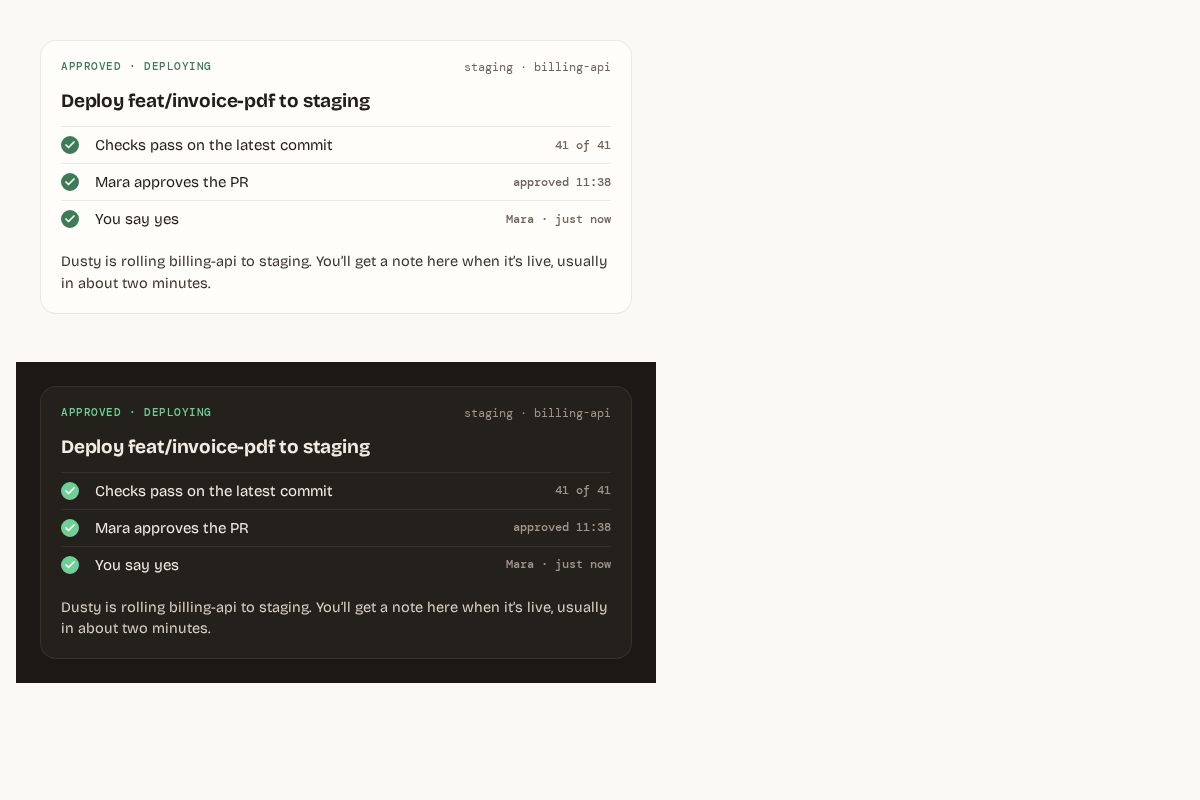 APPROVED · DEPLOYING
staging · billing-api
Deploy feat/invoice-pdf to staging
Checks pass on the latest commit
41 of 41
Mara approves the PR
approved 11:38
You say yes
Mara · just now
Dusty is rolling billing-api to staging. You’ll get a note here when it’s live, usually
in about two minutes.
APPROVED · DEPLOYING
staging · billing-api
Deploy feat/invoice-pdf to staging
Checks pass on the latest commit
41 of 41
Mara approves the PR
approved 11:38
You say yes
Mara · just now
Dusty is rolling billing-api to staging. You’ll get a note here when it’s live, usually
in about two minutes.